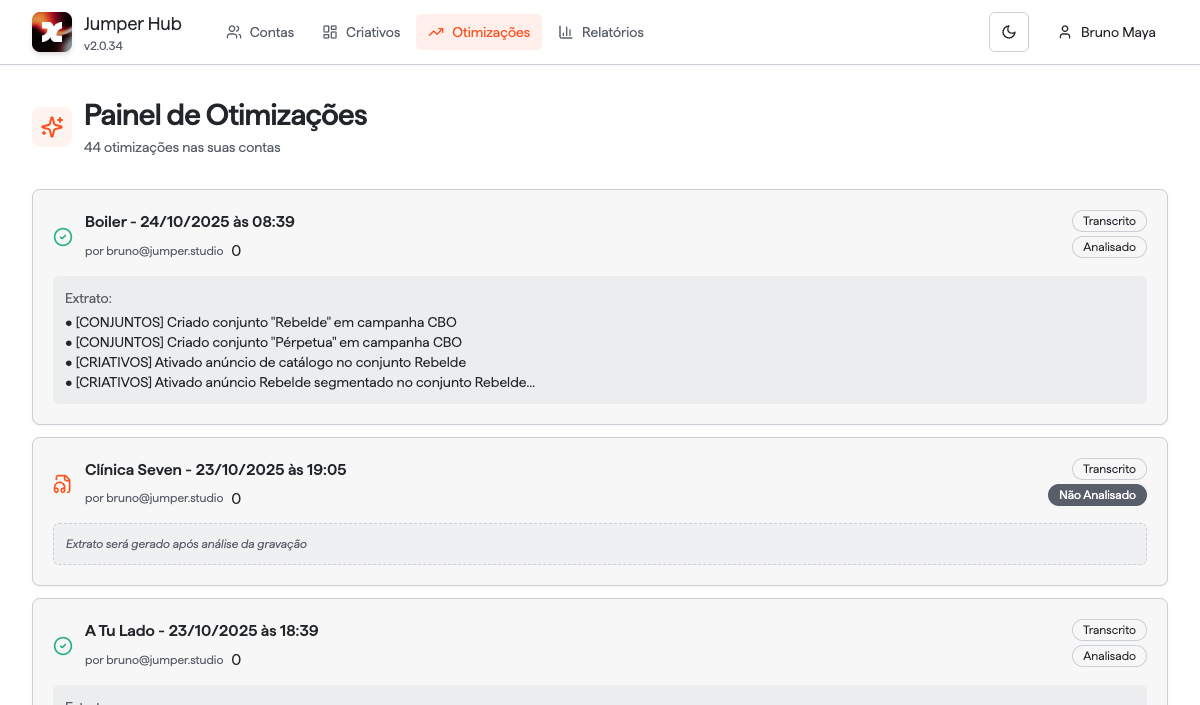 Jumper Hub
v2.0.34
Contas
Criativos
Otimizações
Relatórios
Bruno Maya
Painel de Otimizações
44 otimizações nas suas contas
Boiler - 24/10/2025 às 08:39
Transcrito
por bruno@jumper.studio 0
Analisado
Extrato:
● [CONJUNTOS] Criado conjunto "Rebelde" em campanha CBO
● [CONJUNTOS] Criado conjunto "Pérpetua" em campanha CBO
● [CRIATIVOS] Ativado anúncio de catálogo no conjunto Rebelde
● [CRIATIVOS] Ativado anúncio Rebelde segmentado no conjunto Rebelde...
Clínica Seven - 23/10/2025 às 19:05
Transcrito
por bruno@jumper.studio 0
Não Analisado
Extrato será gerado após análise da gravação
A Tu Lado - 23/10/2025 às 18:39
Transcrito
por bruno@jumper.studio 0
Analisado